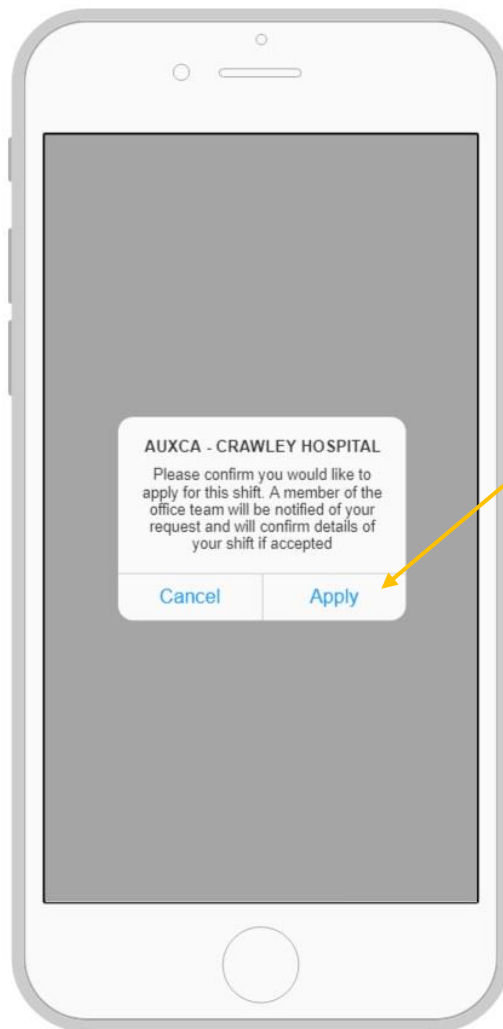 AUXCA - CRAWLEY HOSPITAL
Please confirm you would like to
apply for this shift. A member of the
office team will be notified of your
request and will confirm details of
your shift if accepted
Cancel Apply